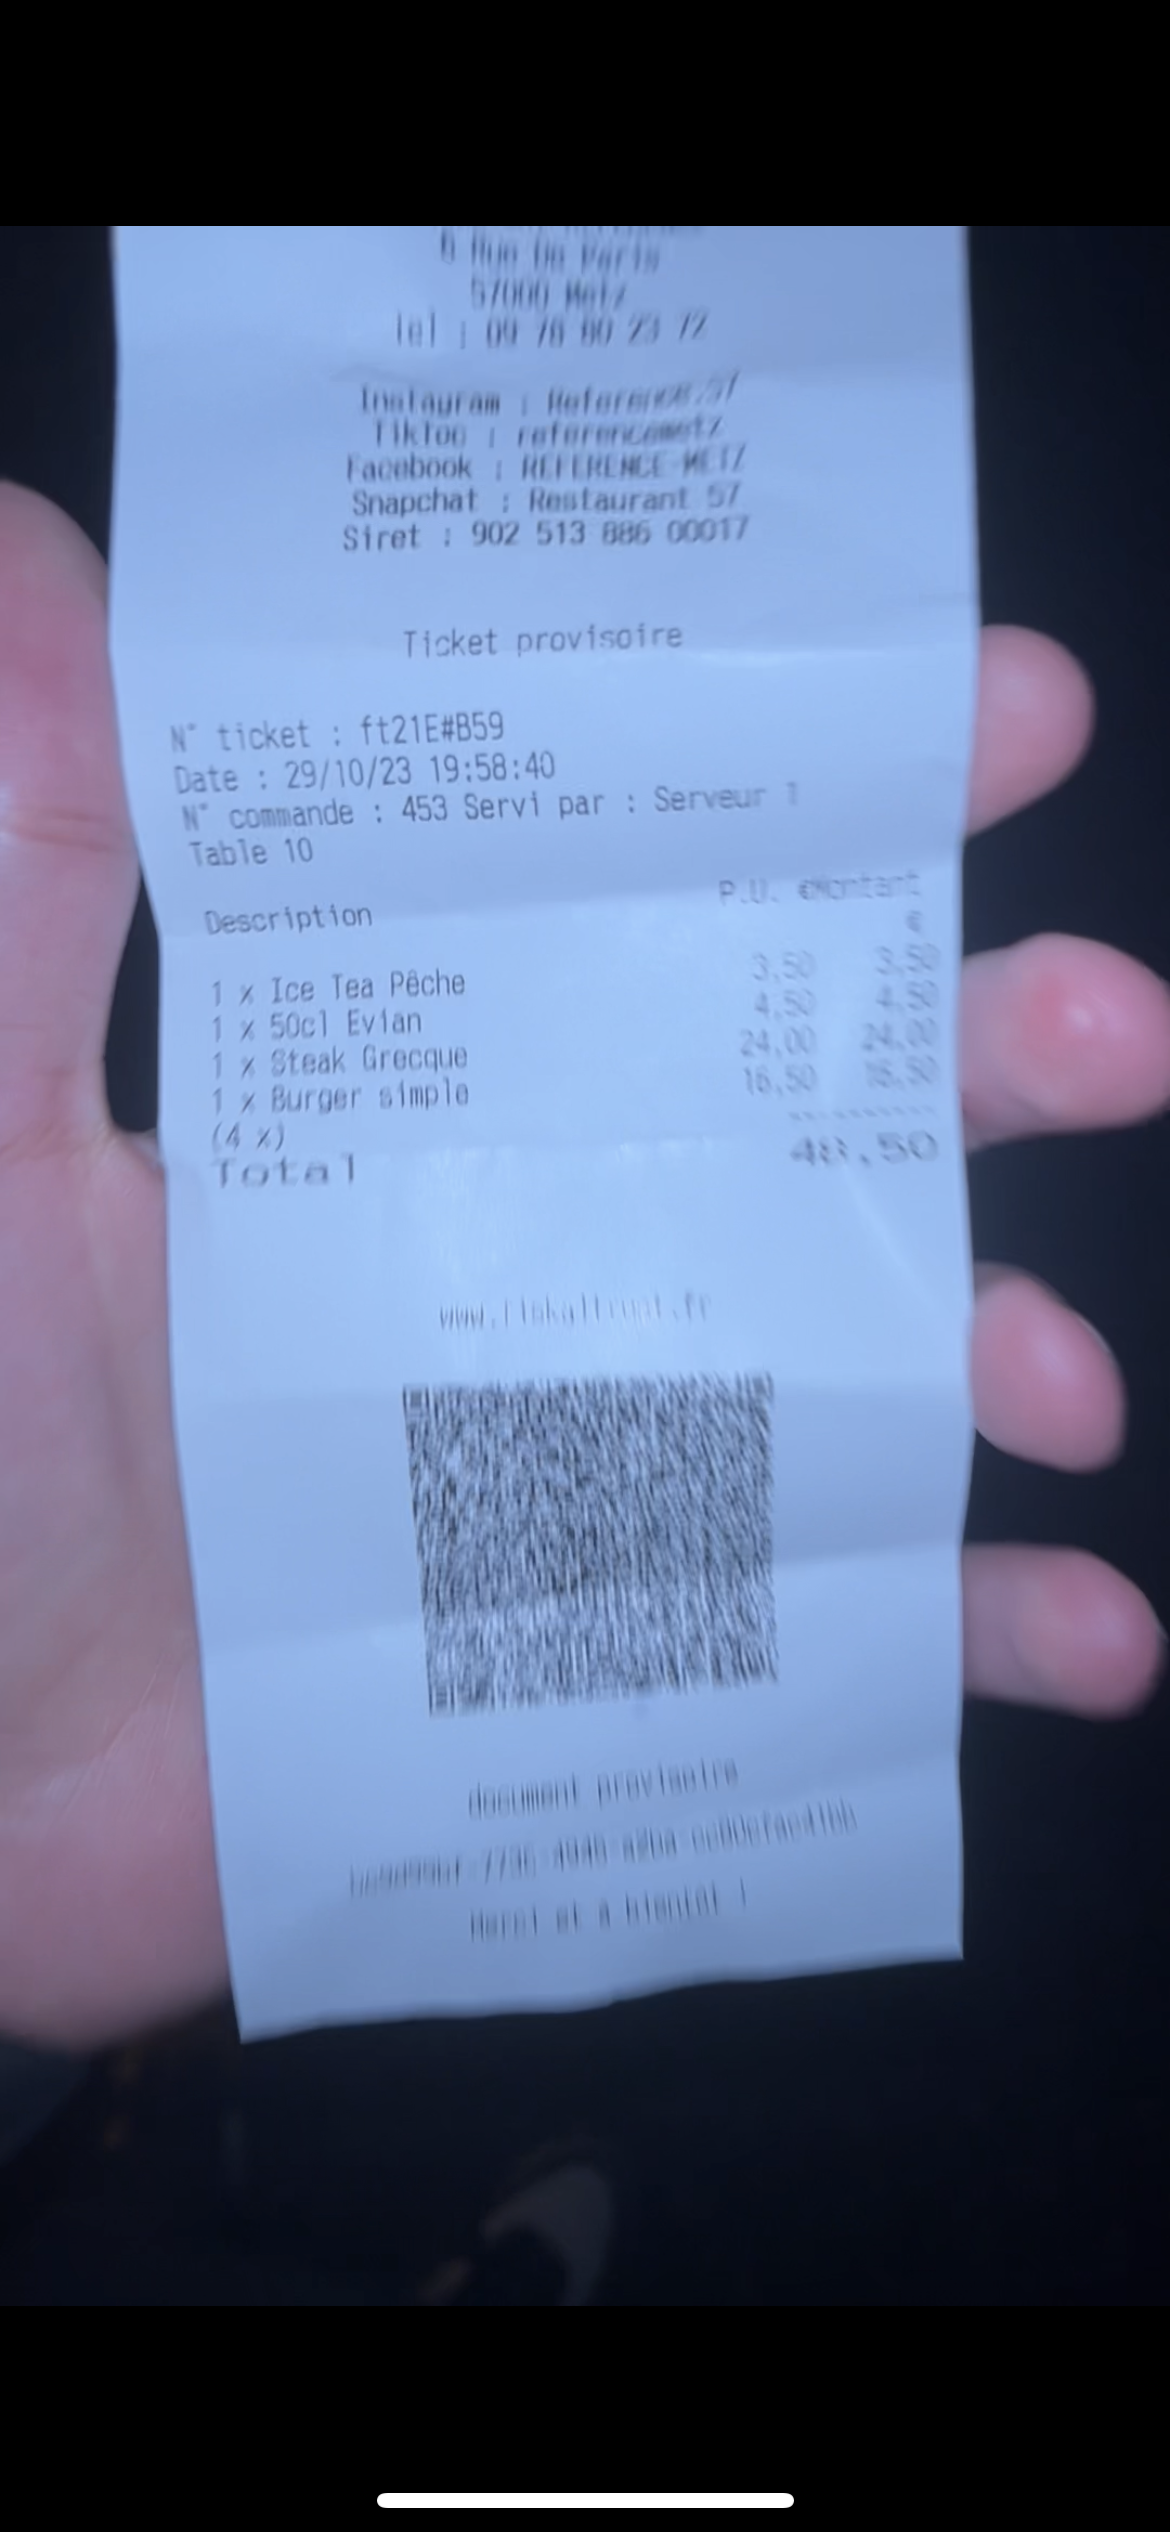 Rue De Paris
57000 Metz
Tel : 09 78 80 23 72
Instagram : Reference.57
TikToc : referencemetz
Facebook : REFERENCE METZ
Snapchat : Restaurant 57
Siret : 902 513 886 00017
Ticket provisoire
N° ticket : ft21E#B59
Date : 29/10/23 19:58:40
N° commande : 453 Servi par : Serveur 1
Table 10
Description P.U. €Montant
€
1 x Ice Tea Pêche 3,50 3,50
1 x 50cl Evian 4,50 4,50
1 x Steak Grecque 24,00 24,00
1 x Burger simple 16,50 16,50
(4 x)
Total 48,50
www.fiskaltrust.fr
document provisoire
Merci et à bientôt !